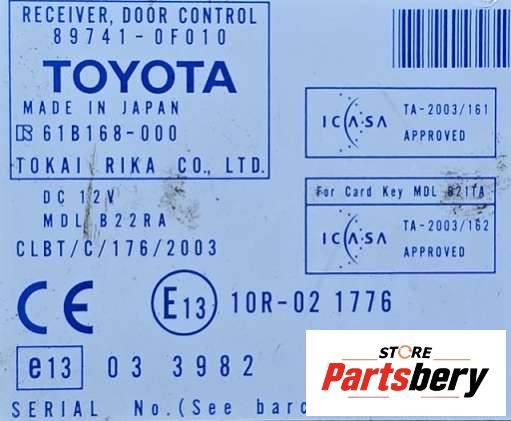 RECEIVER, DOOR CONTROL
89741-0F010
TOYOTA
MADE IN JAPAN
61B168-000
TOKAI RIKA CO., LTD.
DC 12V
MDL B22RA
CLBT/C/176/2003
ICASA TA-2003/161
APPROVED
For Card Key MDL B21TA
ICASA TA-2003/162
APPROVED
CE E13 10R-02 1776
e13 03 3982
SERIAL No.(See barc
STORE
Partsbery